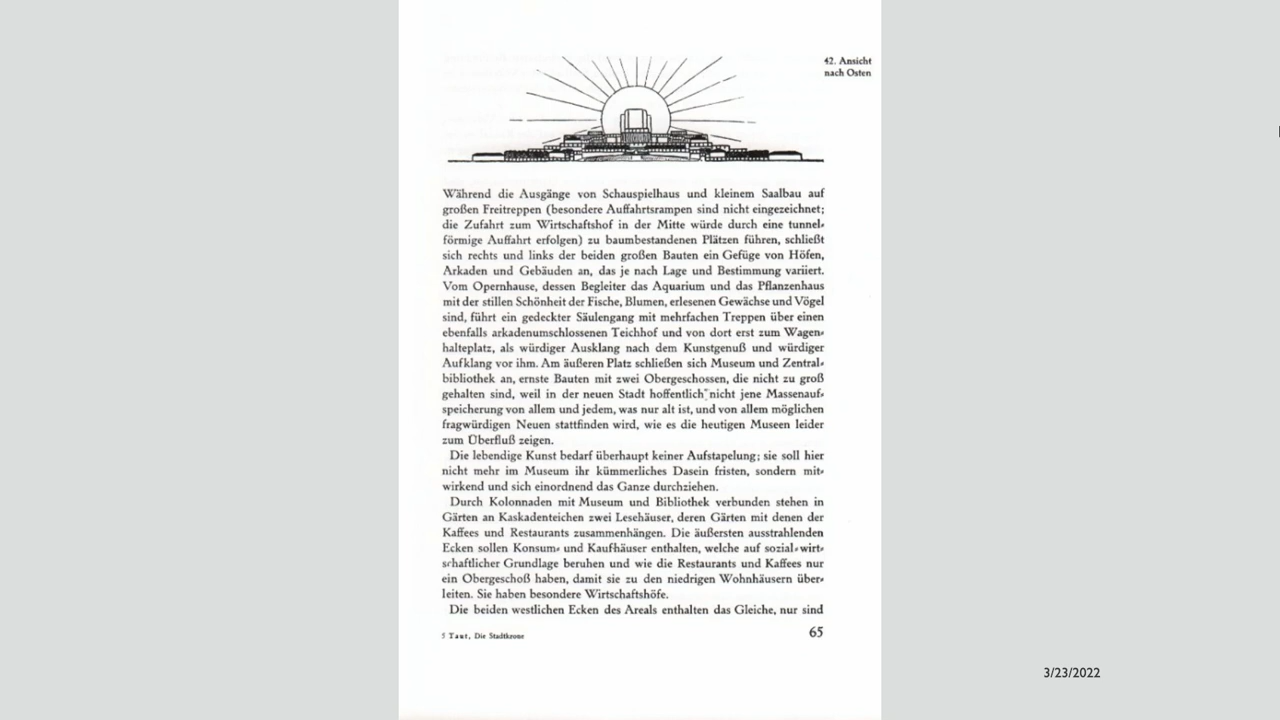 42. Ansicht
nach Osten
Während die Ausgänge von Schauspielhaus und kleinem Saalbau auf
großen Freitreppen (besondere Auffahrtsrampen sind nicht eingezeichnet;
die Zufahrt zum Wirtschaftshof in der Mitte würde durch eine tunnel-
förmige Auffahrt erfolgen) zu baumbestandenen Plätzen führen, schließt
sich rechts und links der beiden großen Bauten ein Gefüge von Höfen,
Arkaden und Gebäuden an, das je nach Lage und Bestimmung variiert.
Vom Opernhause, dessen Begleiter das Aquarium und das Pflanzenhaus
mit der stillen Schönheit der Fische, Blumen, erlesenen Gewächse und Vögel
sind, führt ein gedeckter Säulengang mit mehrfachen Treppen über einen
ebenfalls arkadenumschlossenen Teichhof und von dort erst zum Wagen-
halteplatz, als würdiger Ausklang nach dem Kunstgenuß und würdiger
Aufklang vor ihm. Am äußeren Platz schließen sich Museum und Zentral-
bibliothek an, ernste Bauten mit zwei Obergeschossen, die nicht zu groß
gehalten sind, weil in der neuen Stadt hoffentlich nicht jene Massenauf-
speicherung von allem und jedem, was nur alt ist, und von allem möglichen
fragwürdigen Neuen stattfinden wird, wie es die heutigen Museen leider
zum Überfluß zeigen.
Die lebendige Kunst bedarf überhaupt keiner Aufstapelung; sie soll hier
nicht mehr im Museum ihr kümmerliches Dasein fristen, sondern mit-
wirkend und sich einordnend das Ganze durchziehen.
Durch Kolonnaden mit Museum und Bibliothek verbunden stehen in
Gärten an Kaskadenteichen zwei Lesehäuser, deren Gärten mit denen der
Kaffees und Restaurants zusammenhängen. Die äußersten ausstrahlenden
Ecken sollen Konsum- und Kaufhäuser enthalten, welche auf sozial-wirt-
schaftlicher Grundlage beruhen und wie die Restaurants und Kaffees nur
ein Obergeschoß haben, damit sie zu den niedrigen Wohnhäusern über-
leiten. Sie haben besondere Wirtschaftshöfe.
Die beiden westlichen Ecken des Areals enthalten das Gleiche, nur sind
5 Taut, Die Stadtkrone
65
3/23/2022